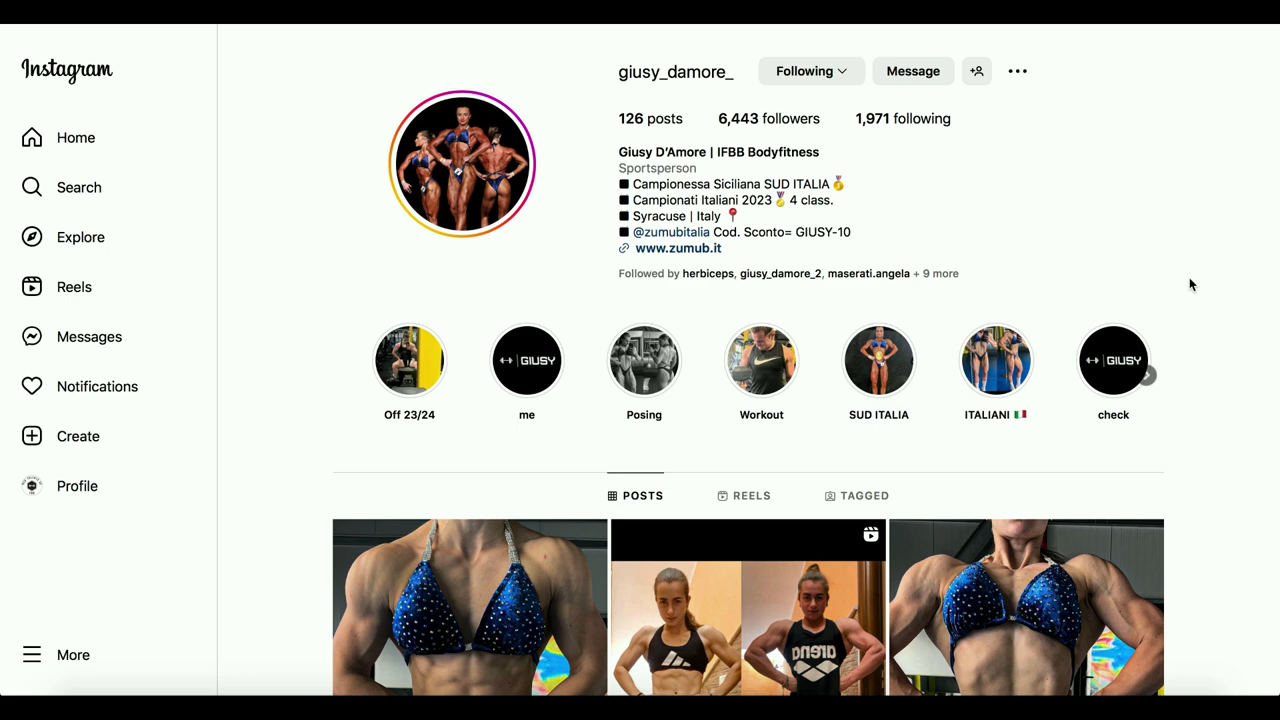 Instagram
Home
Search
Explore
Reels
Messages
Notifications
Create
Profile
More
giusy_damore_ Following Message
126 posts 6,443 followers 1,971 following
Giusy D'Amore | IFBB Bodyfitness
Sportsperson
Campionessa Siciliana SUD ITALIA🥇
Campionati Italiani 2023🏅4 class.
Syracuse | Italy 📍
@zumubitalia Cod. Sconto= GIUSY-10
www.zumub.it
Followed by herbiceps, giusy_damore_2, maserati.angela + 9 more
GIUSY
GIUSY
Off 23/24 me Posing Workout SUD ITALIA ITALIANI 🇮🇹 check
POSTS REELS TAGGED
arena